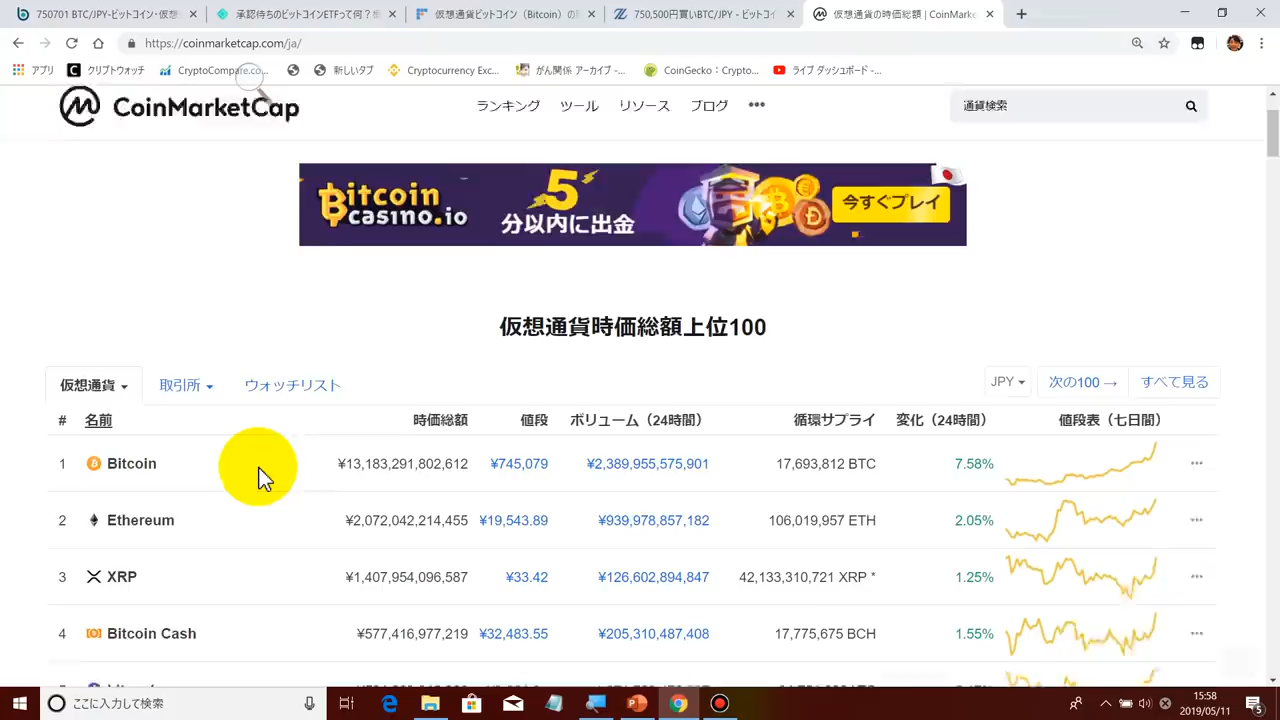 750701 BTC/JPY-ビットコイン・仮想
承認待ちのビットコインETFって何？
仮想通貨ビットコイン（Bitcoin）の
750,500円買いBTC/JPY - ビットコイ
仮想通貨の時価総額 | CoinMarke
https://coinmarketcap.com/ja/
アプリ
クリプトウォッチ
CryptoCompare.co...
新しいタブ
Cryptocurrency Exc...
がん関係 アーカイブ -...
CoinGecko：Crypto...
ライブ ダッシュボード -...
CoinMarketCap
ランキング
ツール
リソース
ブログ
•••
通貨検索
Bitcoin casino.io
5
分以内に出金
今すぐプレイ
仮想通貨時価総額上位100
仮想通貨
取引所
ウォッチリスト
JPY
次の100 →
すべて見る
# 名前 時価総額 値段 ボリューム（24時間） 循環サプライ 変化（24時間） 値段表（七日間）
1 Bitcoin ¥13,183,291,802,612 ¥745,079 ¥2,389,955,575,901 17,693,812 BTC 7.58%
2 Ethereum ¥2,072,042,214,455 ¥19,543.89 ¥939,978,857,182 106,019,957 ETH 2.05%
3 XRP ¥1,407,954,096,587 ¥33.42 ¥126,602,894,847 42,133,310,721 XRP * 1.25%
4 Bitcoin Cash ¥577,416,977,219 ¥32,483.55 ¥205,310,487,408 17,775,675 BCH 1.55%
ここに入力して検索
15:58
2019/05/11
5